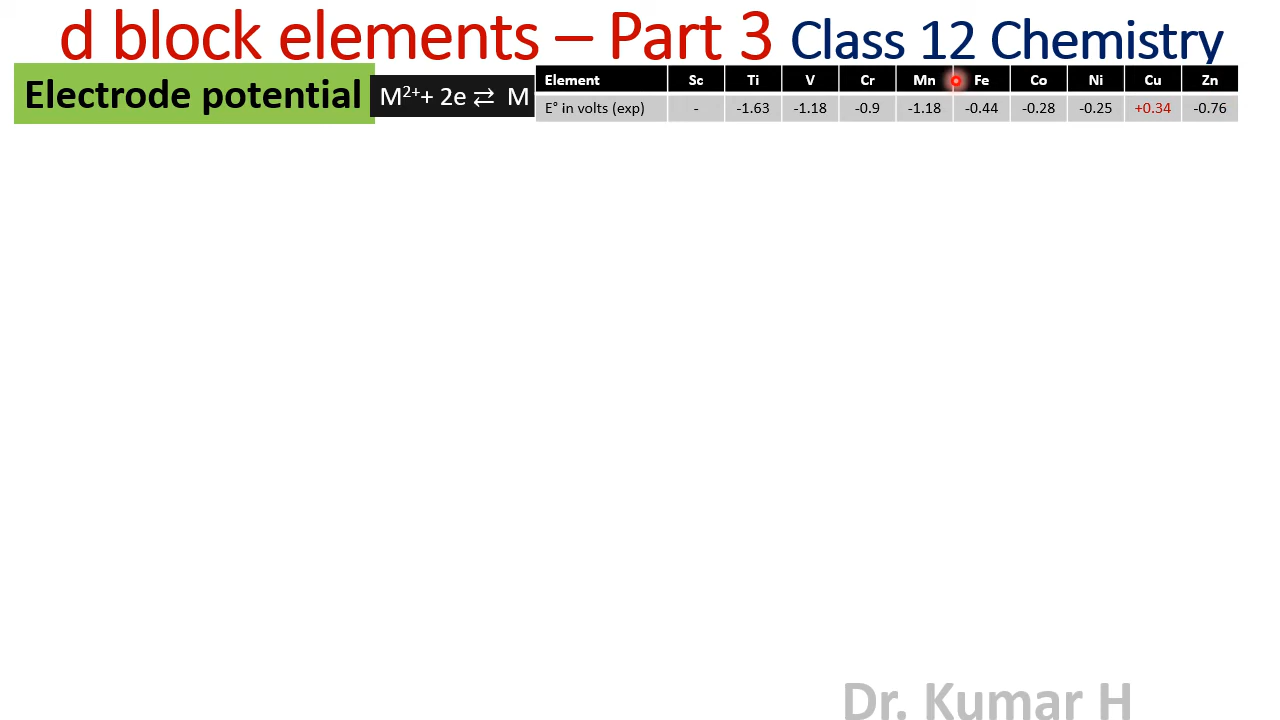 d block elements – Part 3 Class 12 Chemistry
Electrode potential M²⁺+ 2e ⇄ M
Element Sc Ti V Cr Mn Fe Co Ni Cu Zn
E° in volts (exp) - -1.63 -1.18 -0.9 -1.18 -0.44 -0.28 -0.25 +0.34 -0.76
Dr. Kumar H